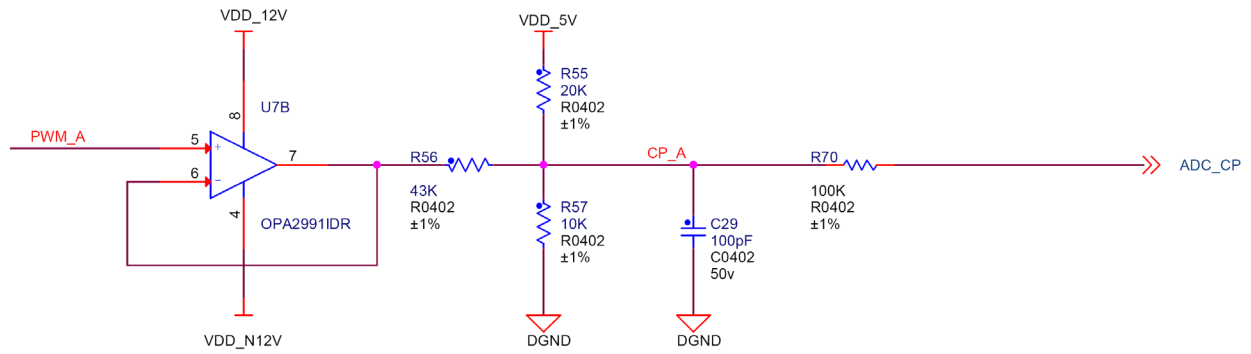 VDD_12V
VDD_5V
8
U7B
R55
20K
R0402
±1%
PWM_A
5
+
7
6
−
R56
43K
R0402
±1%
CP_A
R70
100K
R0402
±1%
ADC_CP
4
OPA2991IDR
R57
10K
R0402
±1%
C29
100pF
C0402
50v
VDD_N12V
DGND
DGND